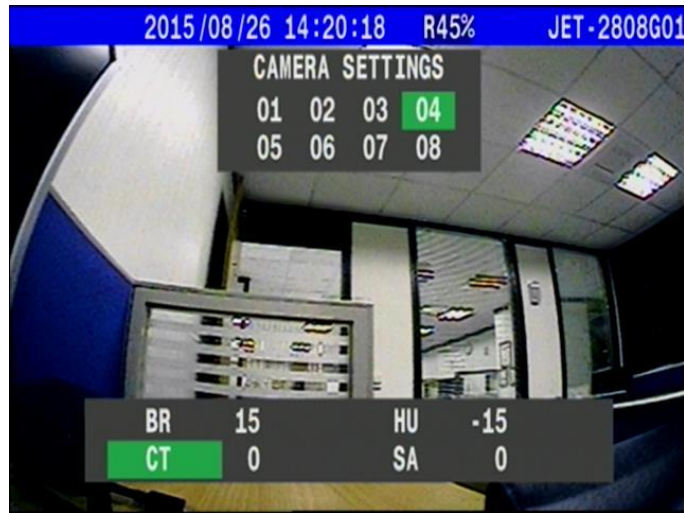 2015/08/26 14:20:18 R45% JET-2808G01
CAMERA SETTINGS
01 02 03 04
05 06 07 08
BR 15 HU -15
CT 0 SA 0